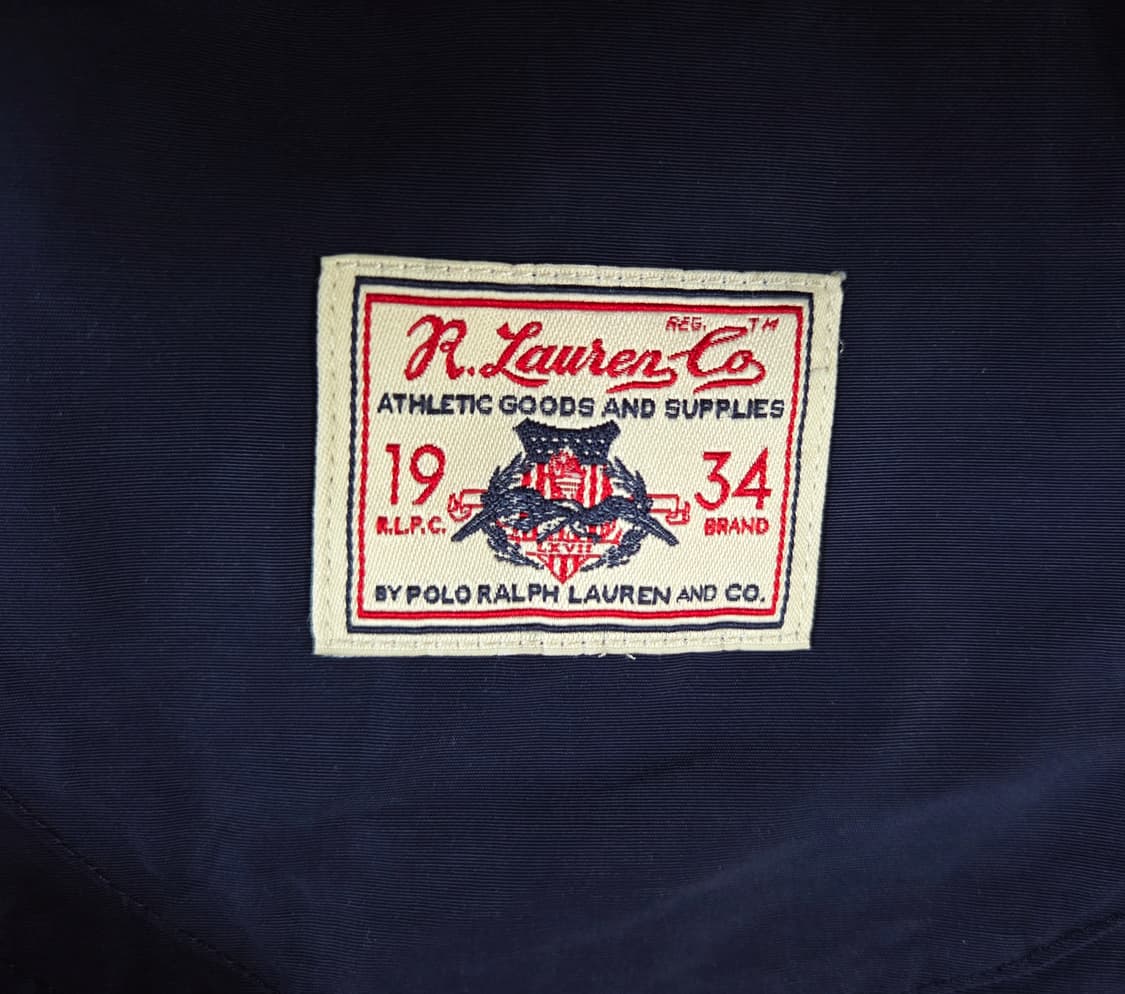 REG. TM
R. Lauren Co
ATHLETIC GOODS AND SUPPLIES
19 34
R.L.P.C. BRAND
LXVII
BY POLO RALPH LAUREN AND CO.